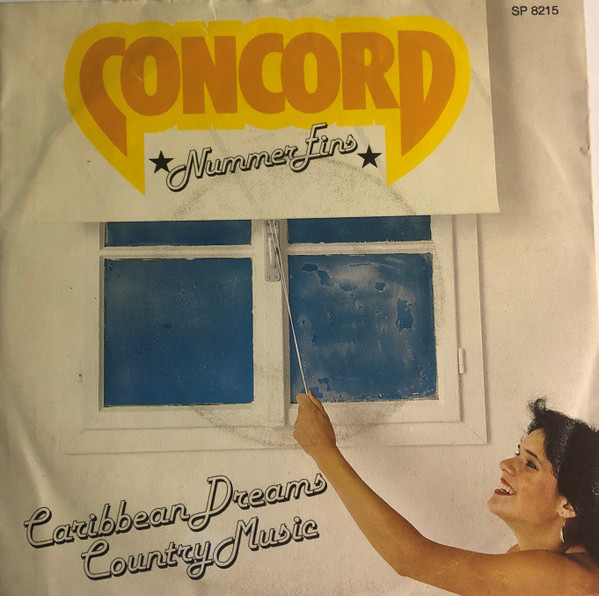 SP 8215
CONCORD
Nummer Eins
Caribbean Dreams
Country Music